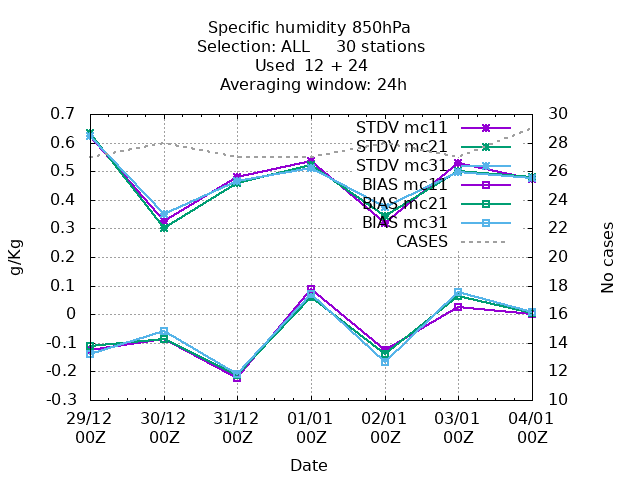 Specific humidity 850hPa
Selection: ALL     30 stations
Used  12 + 24
Averaging window: 24h
0.7
0.6
0.5
0.4
0.3
0.2
0.1
0
-0.1
-0.2
-0.3
g/Kg
STDV mc11
STDV mc21
STDV mc31
BIAS mc11
BIAS mc21
BIAS mc31
CASES
30
28
26
24
22
20
18
16
14
12
10
No cases
29/12 00Z
30/12 00Z
31/12 00Z
01/01 00Z
02/01 00Z
03/01 00Z
04/01 00Z
Date